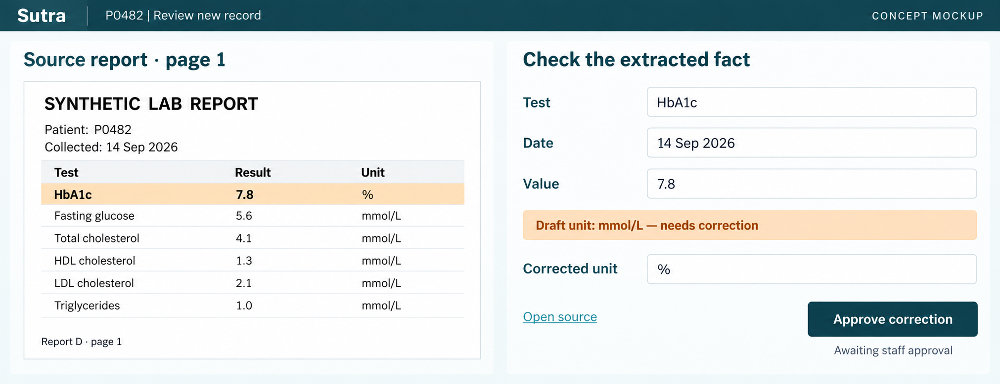 Sutra
P0482 | Review new record
CONCEPT MOCKUP
Source report · page 1
SYNTHETIC LAB REPORT
Patient: P0482
Collected: 14 Sep 2026
Test Result Unit
HbA1c 7.8 %
Fasting glucose 5.6 mmol/L
Total cholesterol 4.1 mmol/L
HDL cholesterol 1.3 mmol/L
LDL cholesterol 2.1 mmol/L
Triglycerides 1.0 mmol/L
Report D · page 1
Check the extracted fact
Test HbA1c
Date 14 Sep 2026
Value 7.8
Draft unit: mmol/L — needs correction
Corrected unit %
Open source
Approve correction
Awaiting staff approval